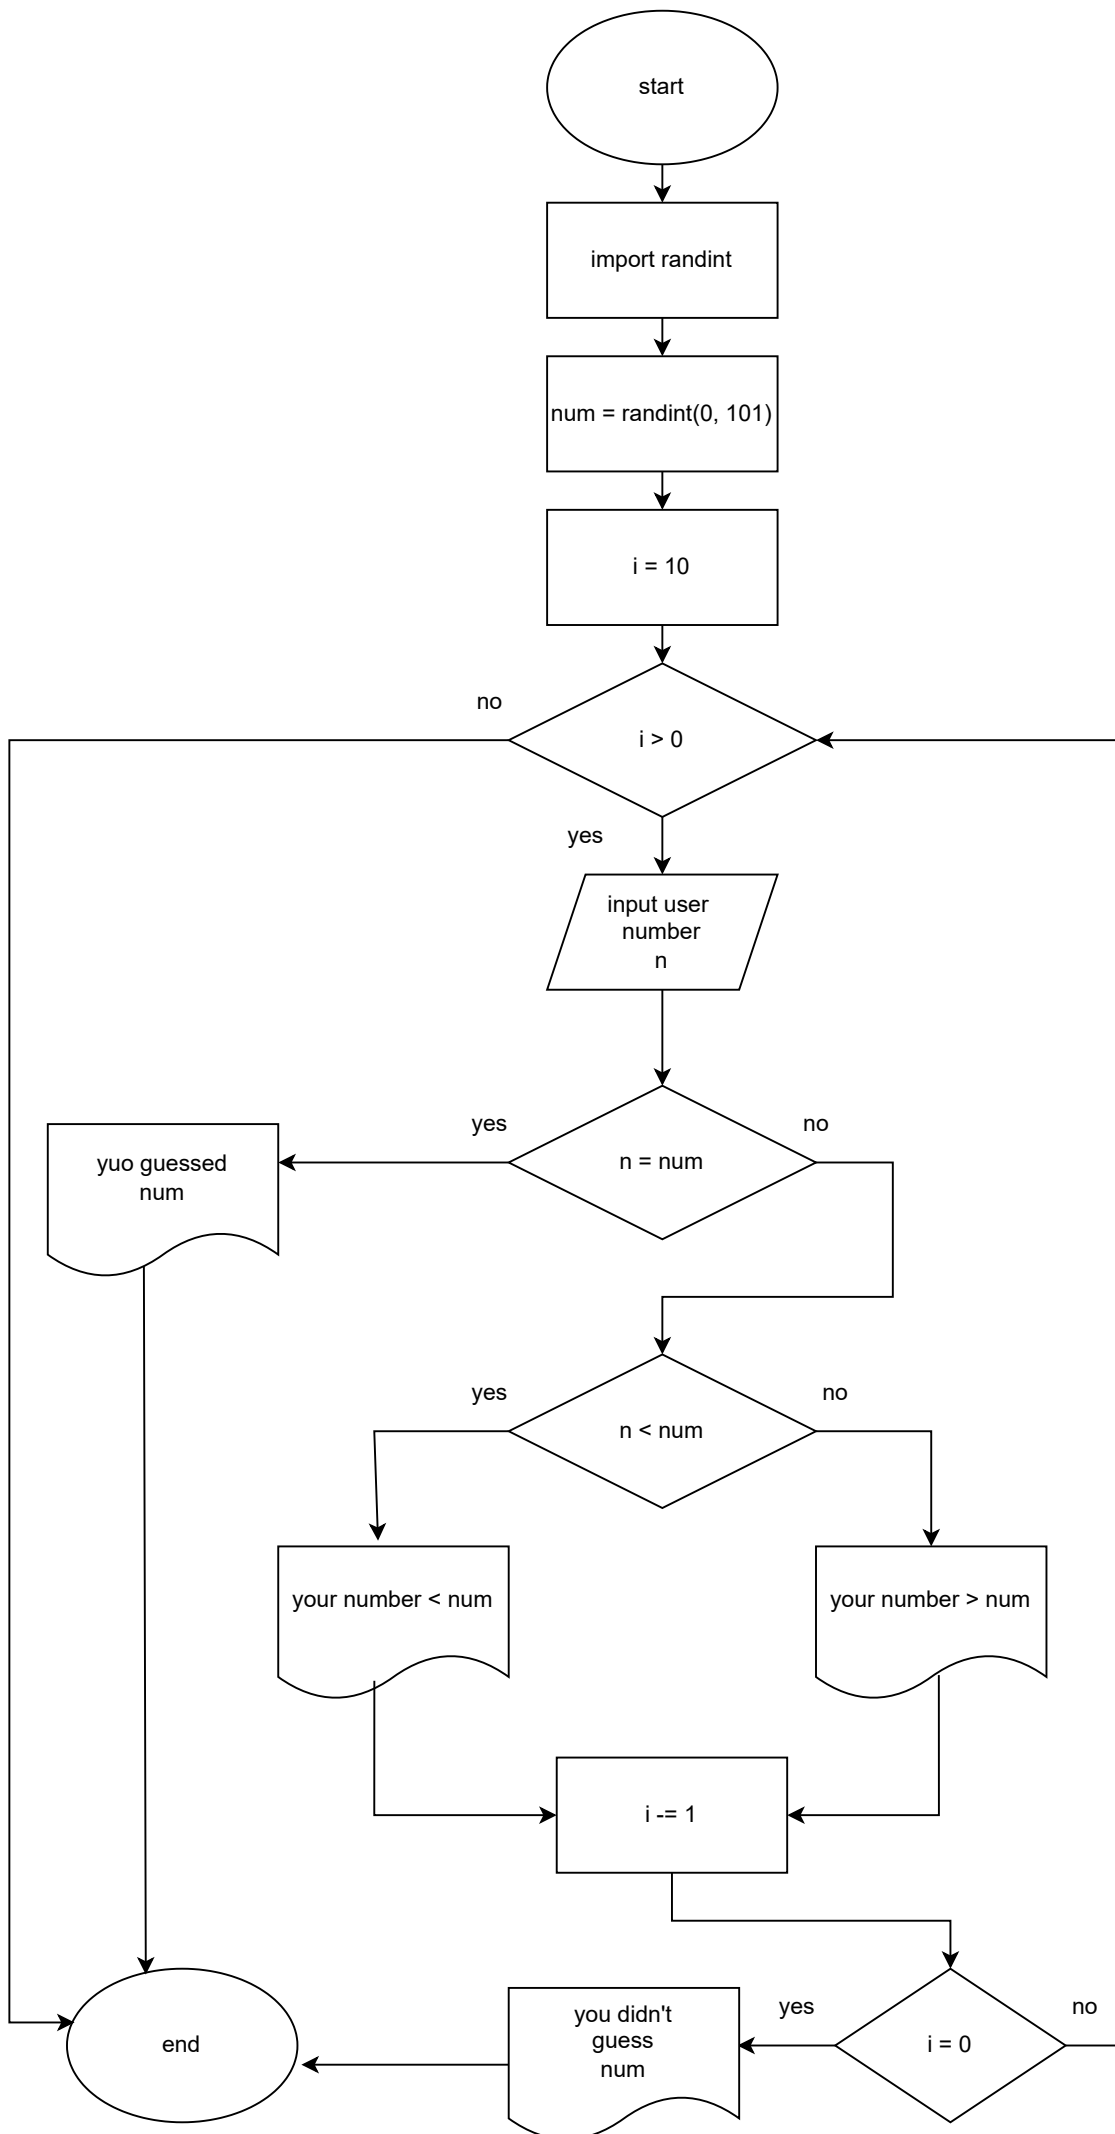 start
import randint
num = randint(0, 101)
i = 10
no
i > 0
yes
input user
number
n
yes
n = num
no
yuo guessed
num
yes
n < num
no
your number < num
your number > num
i -= 1
you didn't
guess
num
yes
i = 0
no
end